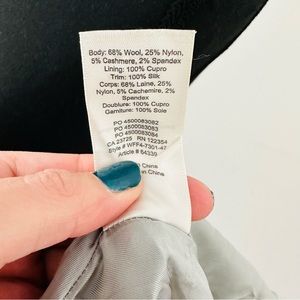 Body: 68% Wool, 25% Nylon,
5% Cashmere, 2% Spandex
Lining: 100% Cupro
Trim: 100% Silk
Corps: 68% Laine, 25%
Nylon, 5% Cachemire, 2%
Spandex
Doublure: 100% Cupro
Garniture: 100% Soie
PO 4500083082
PO 4500083083
PO 4500083084
CA 23725 RN 122354
Style # WFF4-7301-47
Article # 64339
China
in China